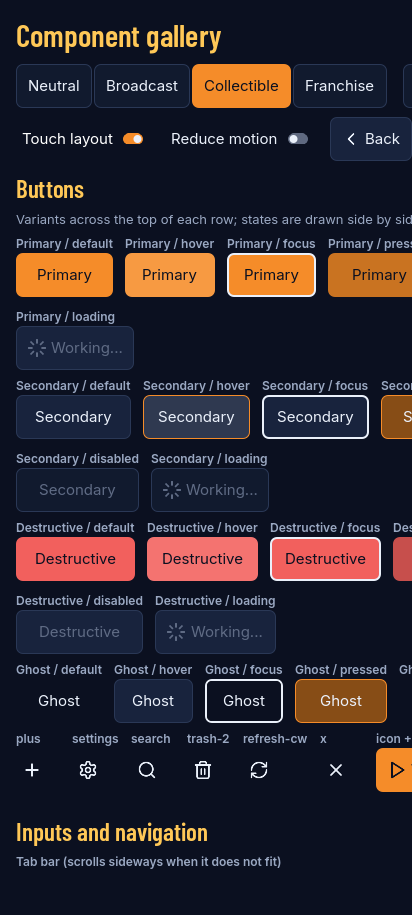 Component gallery
Neutral Broadcast Collectible Franchise
Touch layout Reduce motion Back
Buttons
Variants across the top of each row; states are drawn side by sid
Primary / default Primary / hover Primary / focus Primary / press
Primary Primary Primary Primary
Primary / loading
Working...
Secondary / default Secondary / hover Secondary / focus Secon
Secondary Secondary Secondary S
Secondary / disabled Secondary / loading
Secondary Working...
Destructive / default Destructive / hover Destructive / focus Des
Destructive Destructive Destructive
Destructive / disabled Destructive / loading
Destructive Working...
Ghost / default Ghost / hover Ghost / focus Ghost / pressed Gh
Ghost Ghost Ghost Ghost
plus settings search trash-2 refresh-cw x icon +
Inputs and navigation
Tab bar (scrolls sideways when it does not fit)